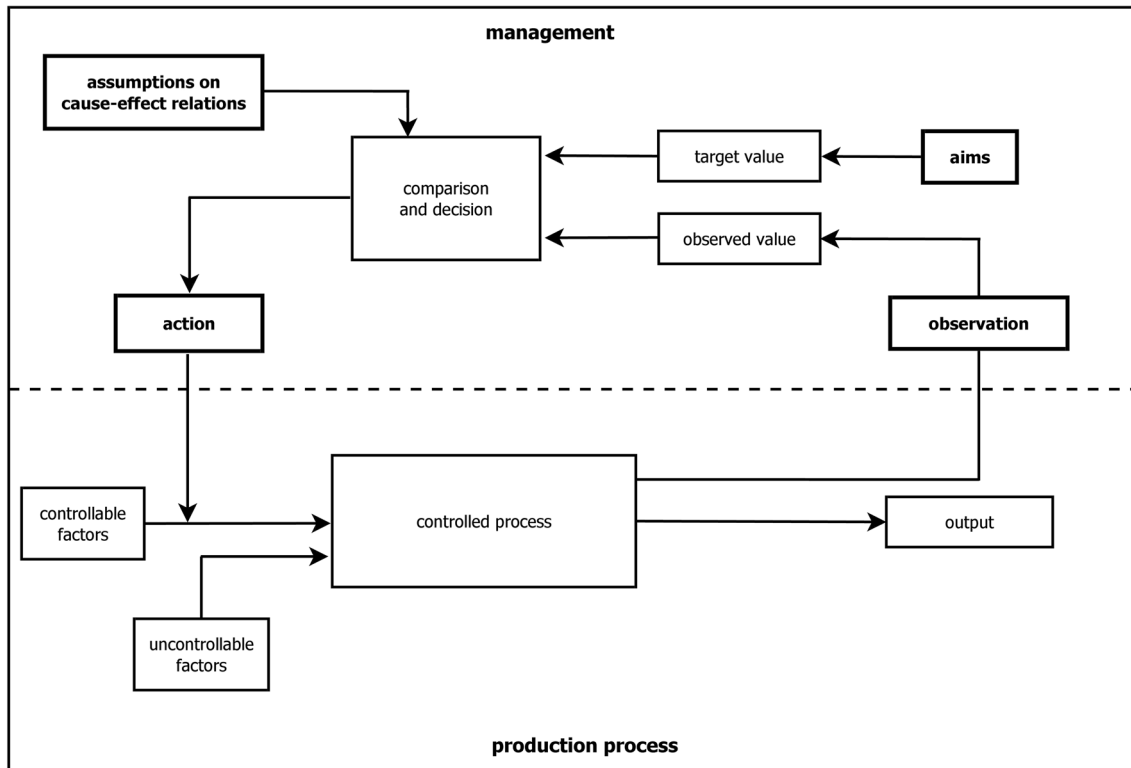 management
assumptions on
cause-effect relations
target value
aims
comparison
and decision
observed value
action
observation
controllable
factors
controlled process
output
uncontrollable
factors
production process